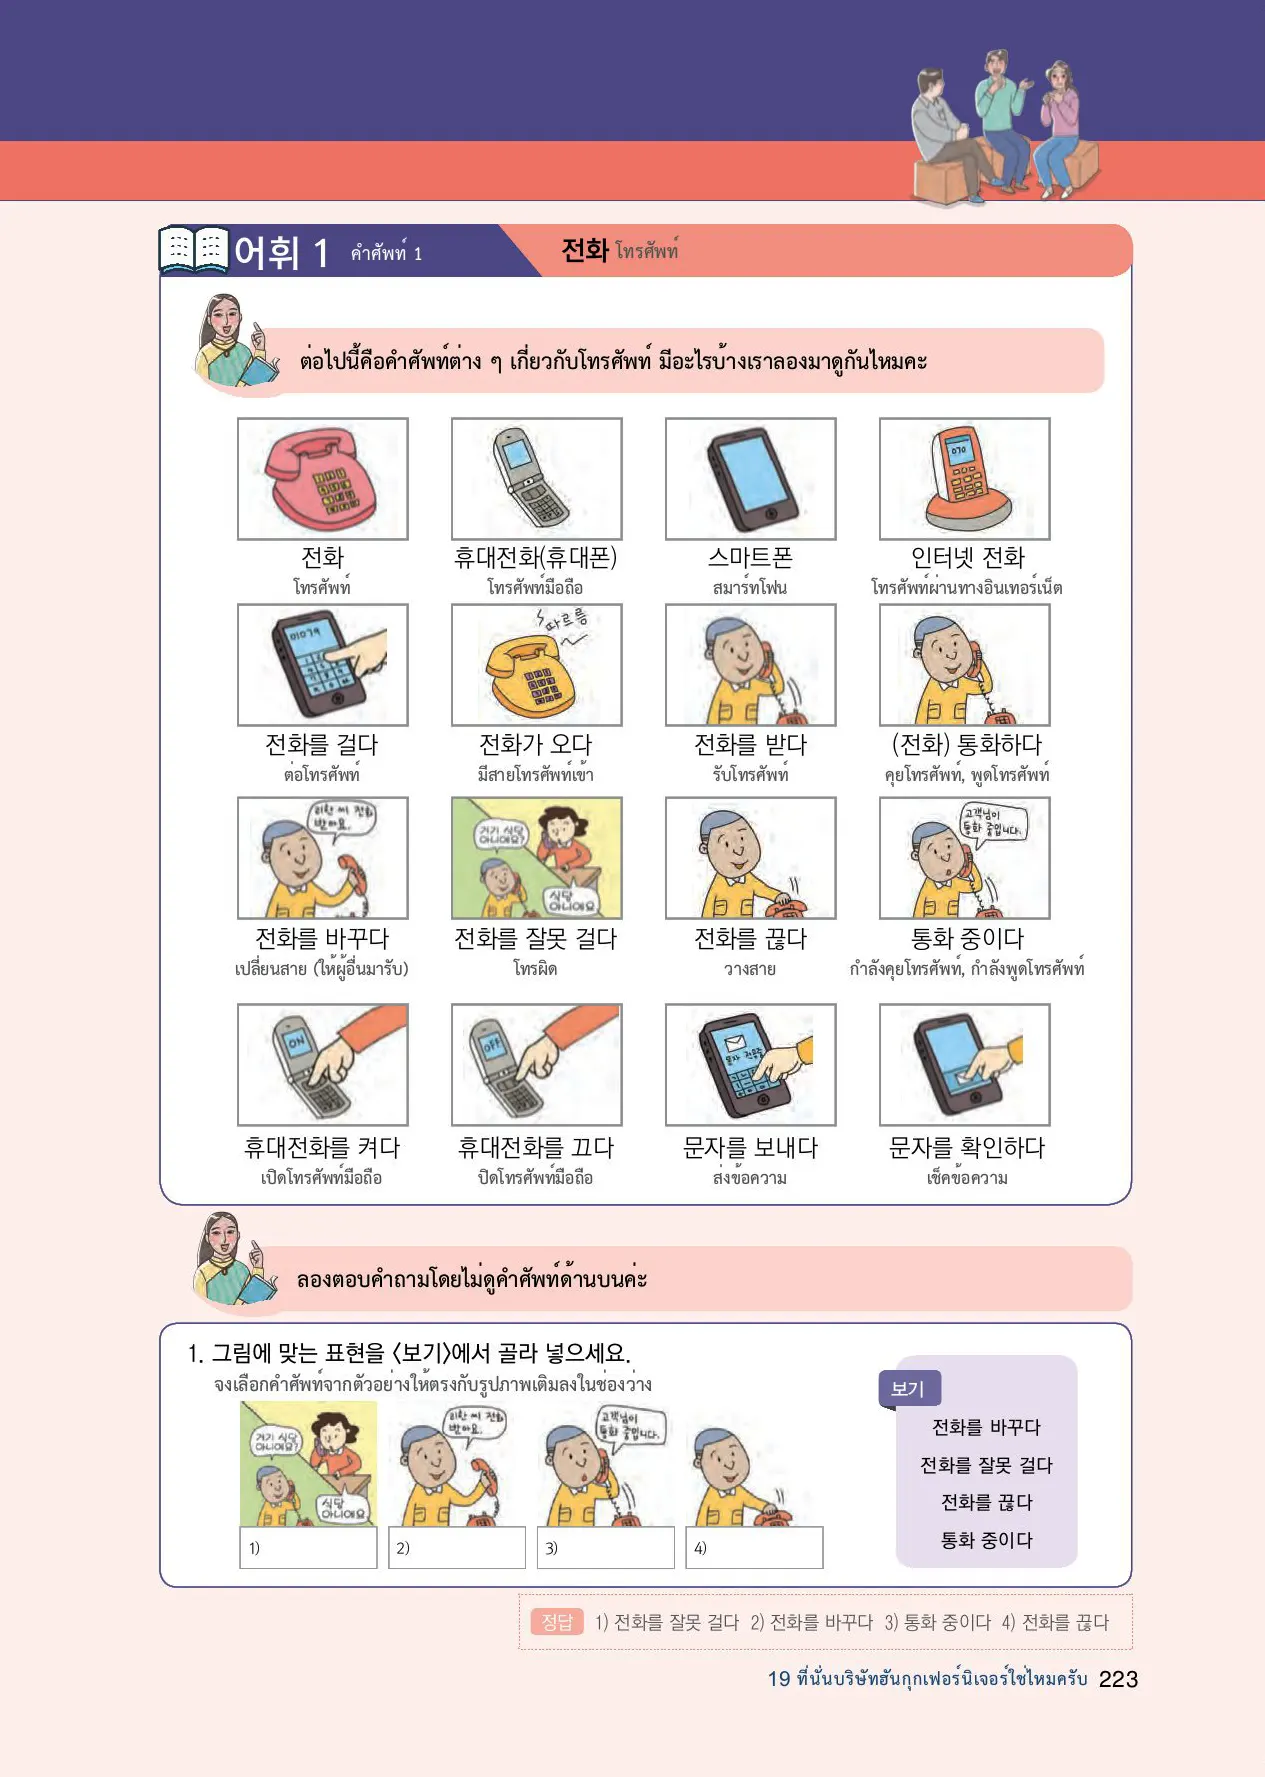 어휘 1 คำศัพท์ 1 전화 โทรศัพท์
ต่อไปนี้คือคำศัพท์ต่าง ๆ เกี่ยวกับโทรศัพท์ มีอะไรบ้างเราลองมาดูกันไหมคะ
070
전화 휴대전화(휴대폰) 스마트폰 인터넷 전화
โทรศัพท์ โทรศัพท์มือถือ สมาร์ทโฟน โทรศัพท์ผ่านทางอินเทอร์เน็ต
01079 따르릉
전화를 걸다 전화가 오다 전화를 받다 (전화) 통화하다
ต่อโทรศัพท์ มีสายโทรศัพท์เข้า รับโทรศัพท์ คุยโทรศัพท์, พูดโทรศัพท์
리한 씨 전화
받아요.
거기 식당
아니에요?
식당
아니에요
고객님이
통화 중입니다.
전화를 바꾸다 전화를 잘못 걸다 전화를 끊다 통화 중이다
เปลี่ยนสาย (ให้ผู้อื่นมารับ) โทรผิด วางสาย กำลังคุยโทรศัพท์, กำลังพูดโทรศัพท์
ON OFF 문자 전송중
휴대전화를 켜다 휴대전화를 끄다 문자를 보내다 문자를 확인하다
เปิดโทรศัพท์มือถือ ปิดโทรศัพท์มือถือ ส่งข้อความ เช็คข้อความ
ลองตอบคำถามโดยไม่ดูคำศัพท์ด้านบนค่ะ
1. 그림에 맞는 표현을 〈보기〉에서 골라 넣으세요.
จงเลือกคำศัพท์จากตัวอย่างให้ตรงกับรูปภาพเติมลงในช่องว่าง
거기 식당
아니에요?
식당
아니에요
리한 씨 전화
받아요.
고객님이
통화 중입니다.
1) 2) 3) 4)
보기
전화를 바꾸다
전화를 잘못 걸다
전화를 끊다
통화 중이다
정답 1) 전화를 잘못 걸다 2) 전화를 바꾸다 3) 통화 중이다 4) 전화를 끊다
19 ที่นั่นบริษัทฮันกุกเฟอร์นิเจอร์ใช่ไหมครับ 223